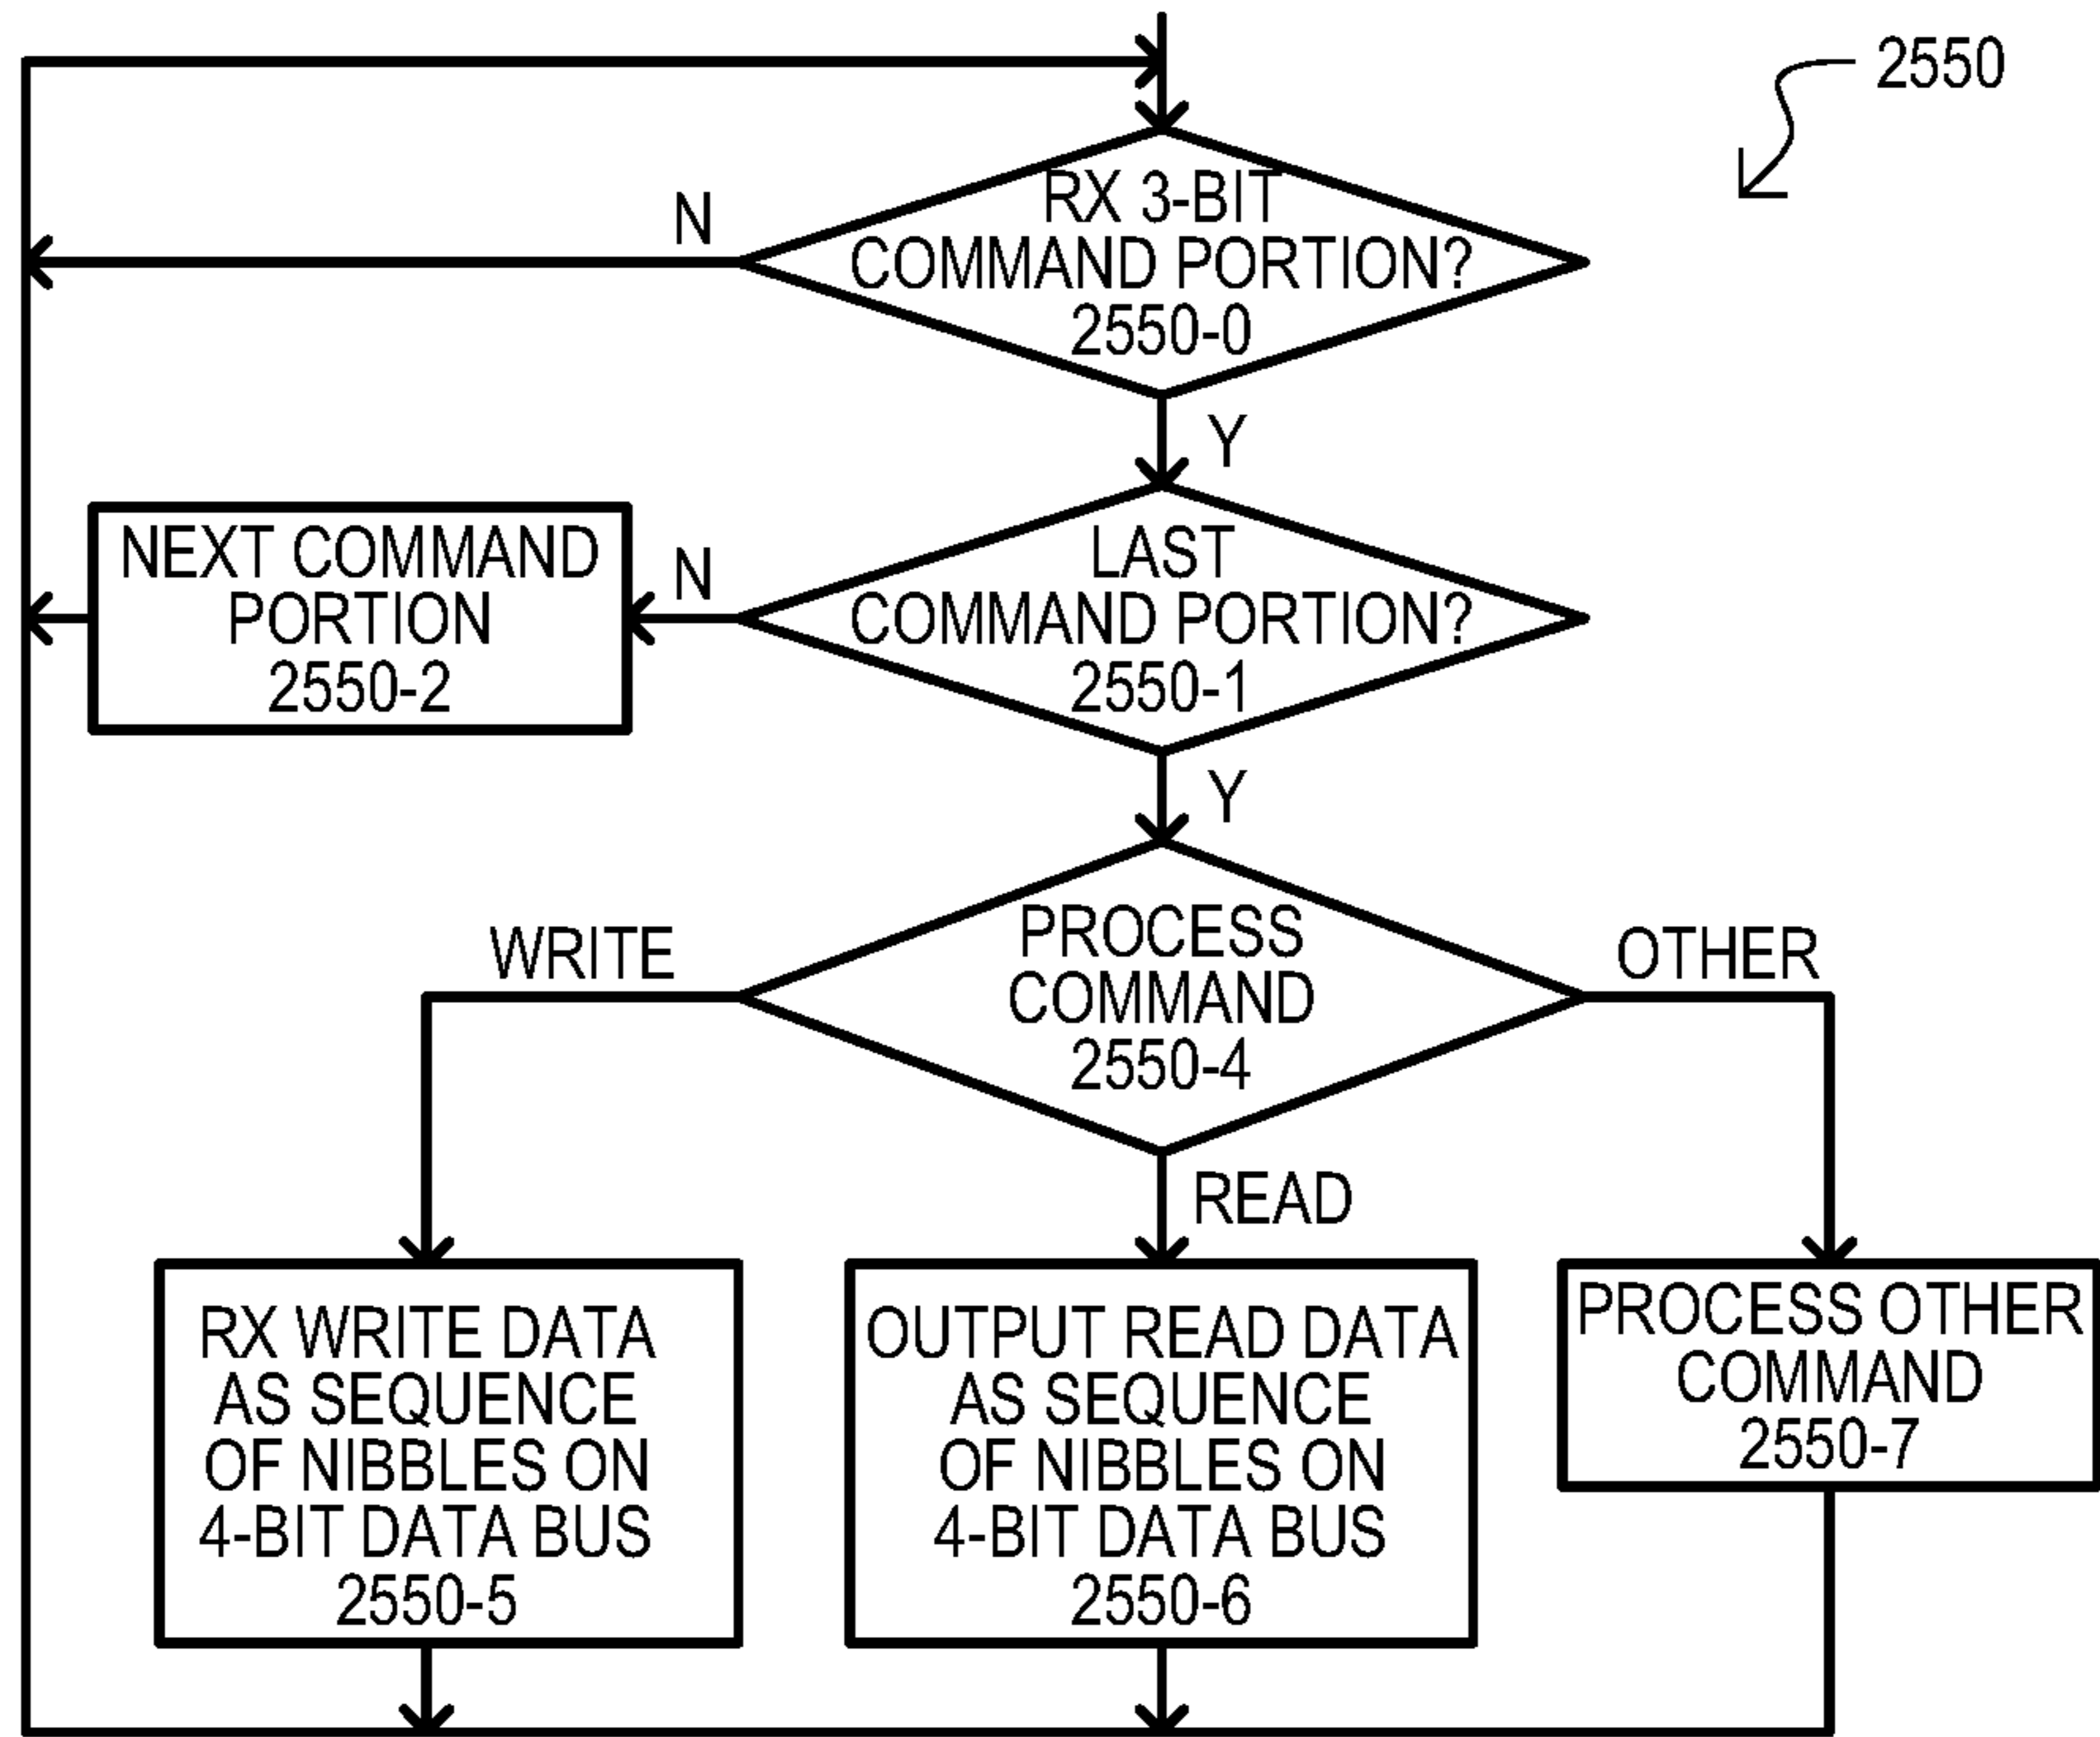 2550
RX 3-BIT
COMMAND PORTION?
2550-0
N
Y
LAST
COMMAND PORTION?
2550-1
N
NEXT COMMAND
PORTION
2550-2
Y
PROCESS
COMMAND
2550-4
WRITE
OTHER
READ
RX WRITE DATA
AS SEQUENCE
OF NIBBLES ON
4-BIT DATA BUS
2550-5
OUTPUT READ DATA
AS SEQUENCE
OF NIBBLES ON
4-BIT DATA BUS
2550-6
PROCESS OTHER
COMMAND
2550-7